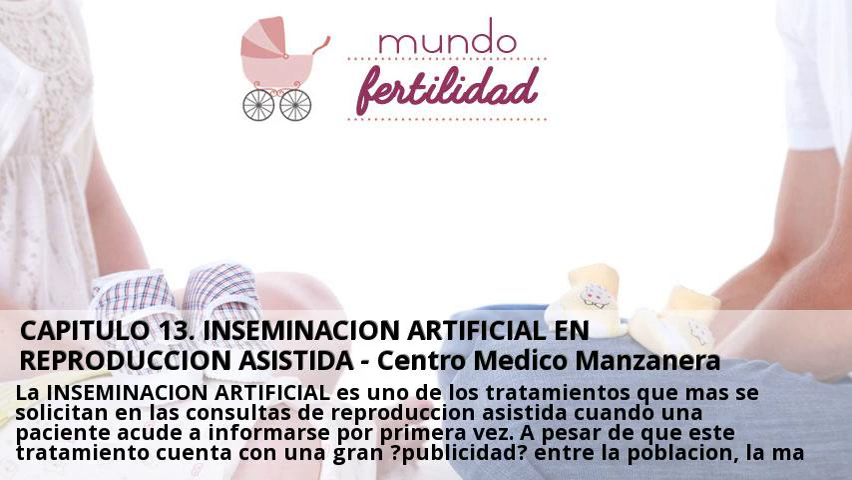 mundo
fertilidad
CAPITULO 13. INSEMINACION ARTIFICIAL EN
REPRODUCCION ASISTIDA - Centro Medico Manzanera
La INSEMINACION ARTIFICIAL es uno de los tratamientos que mas se
solicitan en las consultas de reproduccion asistida cuando una
paciente acude a informarse por primera vez. A pesar de que este
tratamiento cuenta con una gran ?publicidad? entre la poblacion, la ma